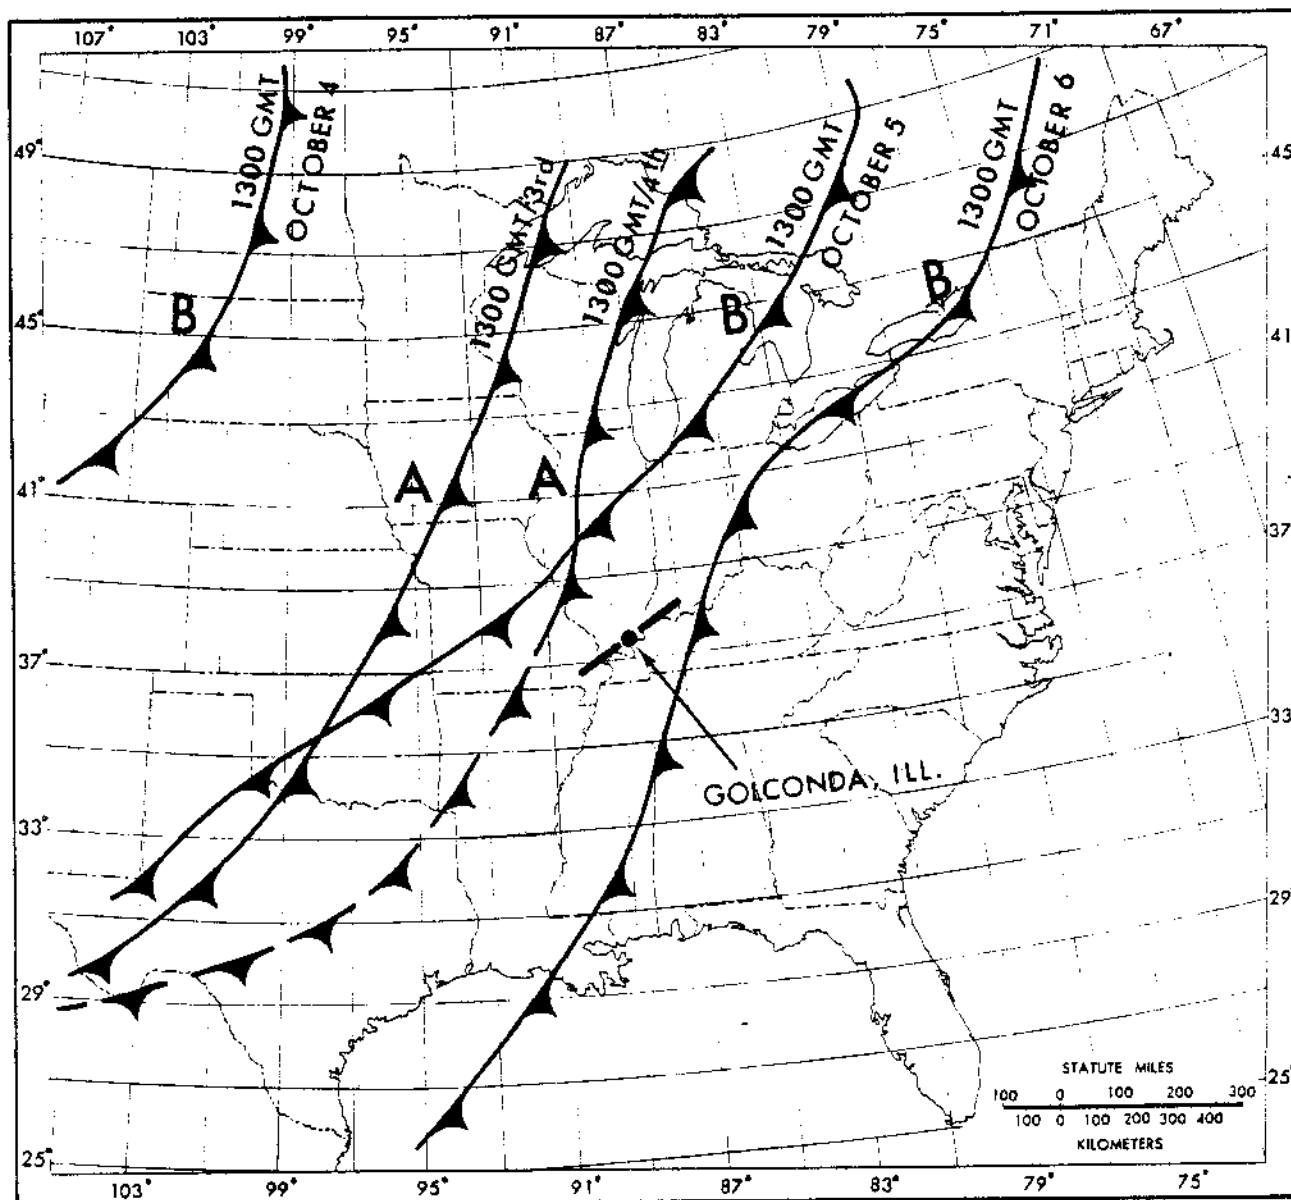 107° 103° 99° 95° 91° 87° 83° 79° 75° 71° 67°
1300 GMT
OCTOBER 4
1300 GMT/3rd
1300 GMT/4th
1300 GMT
OCTOBER 5
1300 GMT
OCTOBER 6
49°
45
B
B
B
45°
41
A
A
41°
37
37°
33
GOLCONDA, ILL.
33°
29
29°
STATUTE MILES
100 0 100 200 300
100 0 100 200 300 400
KILOMETERS
25
25°
103° 99° 95° 91° 87° 83° 79° 75°